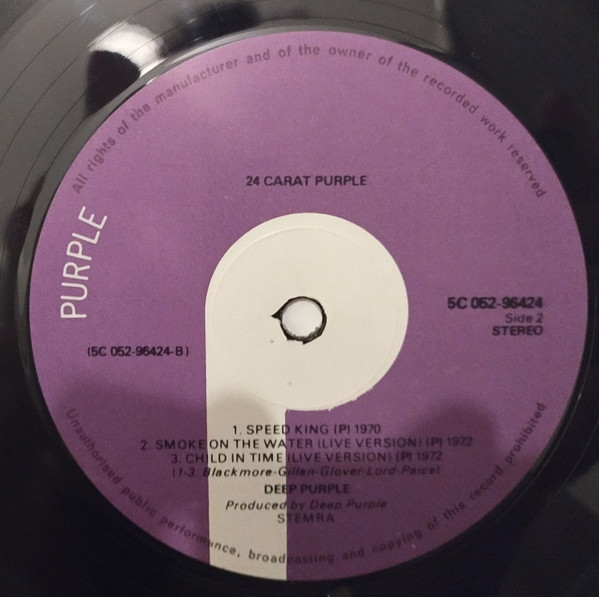 All rights of the manufacturer and of the owner of the recorded work reserved
24 CARAT PURPLE
PURPLE
5C 052-96424
Side 2
STEREO
(5C 052-96424-B)
1. SPEED KING (P) 1970
2. SMOKE ON THE WATER (LIVE VERSION) (P) 1972
3. CHILD IN TIME (LIVE VERSION) (P) 1972
(1-3. Blackmore-Gillan-Glover-Lord-Paice)
DEEP PURPLE
Produced by Deep Purple
STEMRA
Unauthorised public performance, broadcasting and copying of this record prohibited